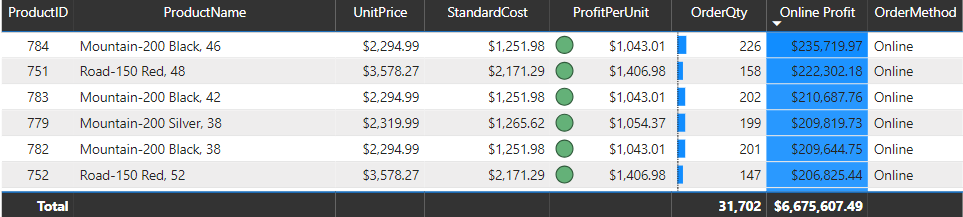 ProductID ProductName UnitPrice StandardCost ProfitPerUnit OrderQty Online Profit OrderMethod
784 Mountain-200 Black, 46 $2,294.99 $1,251.98 $1,043.01 226 $235,719.97 Online
751 Road-150 Red, 48 $3,578.27 $2,171.29 $1,406.98 158 $222,302.18 Online
783 Mountain-200 Black, 42 $2,294.99 $1,251.98 $1,043.01 202 $210,687.76 Online
779 Mountain-200 Silver, 38 $2,319.99 $1,265.62 $1,054.37 199 $209,819.73 Online
782 Mountain-200 Black, 38 $2,294.99 $1,251.98 $1,043.01 201 $209,644.75 Online
752 Road-150 Red, 52 $3,578.27 $2,171.29 $1,406.98 147 $206,825.44 Online
Total 31,702 $6,675,607.49